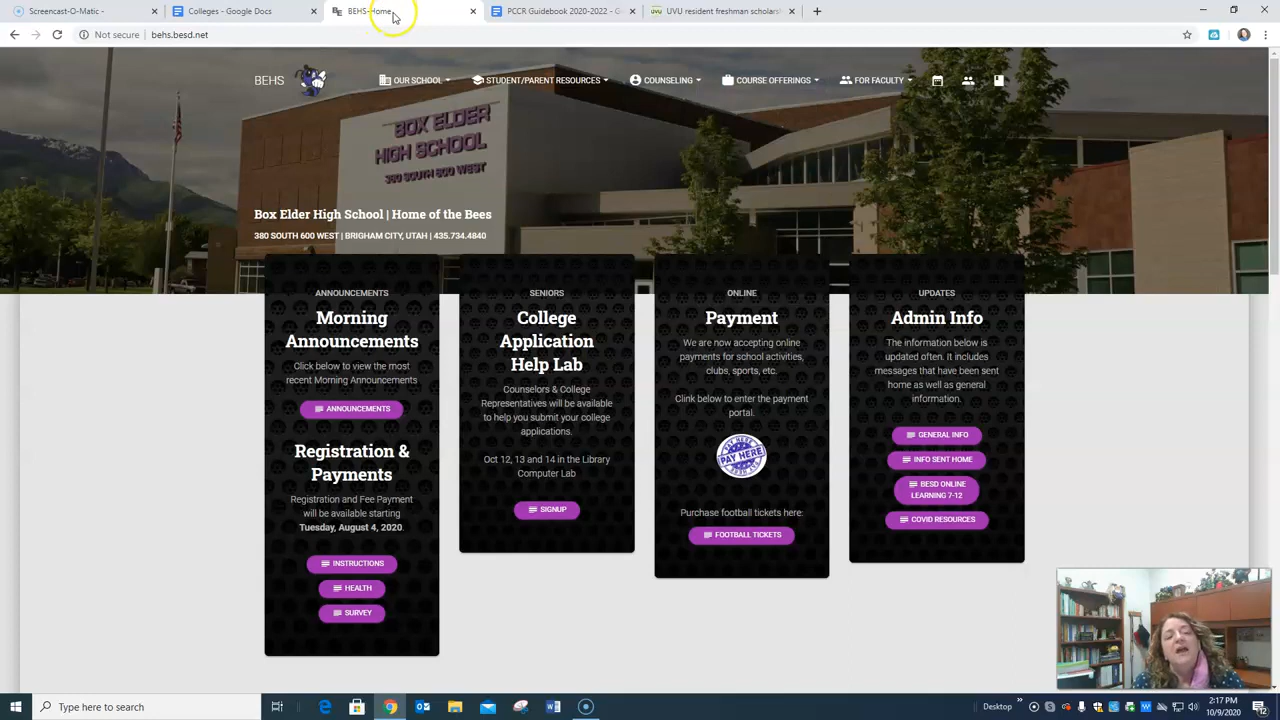 Screencast-O-Matic -
Colleges - Google Docs
BEHS-Home
PCCR Guidebook 2020-2022 - G
UVU resident freshman scholarsh
Not secure | behs.besd.net
BEHS
OUR SCHOOL
STUDENT/PARENT RESOURCES
COUNSELING
COURSE OFFERINGS
FOR FACULTY
BOX ELDER
HIGH SCHOOL
380 SOUTH 600 WEST
Box Elder High School | Home of the Bees
380 SOUTH 600 WEST | BRIGHAM CITY, UTAH | 435.734.4840
ANNOUNCEMENTS
Morning
Announcements
Click below to view the most
recent Morning Announcements
ANNOUNCEMENTS
Registration &
Payments
Registration and Fee Payment
will be available starting
Tuesday, August 4, 2020.
INSTRUCTIONS
HEALTH
SURVEY
SENIORS
College
Application
Help Lab
Counselors & College
Representatives will be available
to help you submit your college
applications.
Oct 12, 13 and 14 in the Library
Computer Lab
SIGNUP
ONLINE
Payment
We are now accepting online
payments for school activities,
clubs, sports, etc.
Clink below to enter the payment
portal.
PAY HERE
PAY HERE
PAY HERE
Purchase football tickets here:
FOOTBALL TICKETS
UPDATES
Admin Info
The information below is
updated often. It includes
messages that have been sent
home as well as general
information.
GENERAL INFO
INFO SENT HOME
BESD ONLINE
LEARNING 7-12
COVID RESOURCES
Type here to search
Desktop
2:17 PM
10/9/2020
12